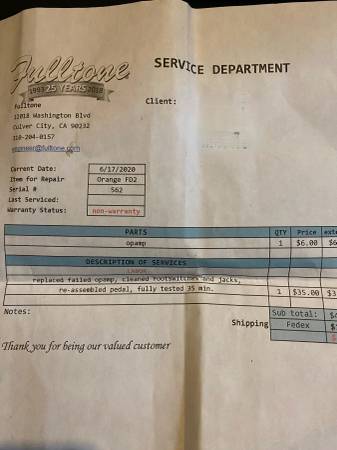 Fulltone
1993 25 YEARS 2018
SERVICE DEPARTMENT
Client:
Fulltone
11018 Washington Blvd
Culver City, CA 90232
310-204-0157
Current Date: 6/17/2020
Item for Repair Orange FD2
Serial # 562
Last Serviced:
Warranty Status: non-warranty
PARTS QTY Price
opamp 1 $6.00
DESCRIPTION OF SERVICES
LABOR
replaced failed opamp, cleaned footswitches and jacks,
re-assembled pedal, fully tested 35 min. 1 $35.00
Notes:
Sub total:
Shipping Fedex
Thank you for being our valued customer